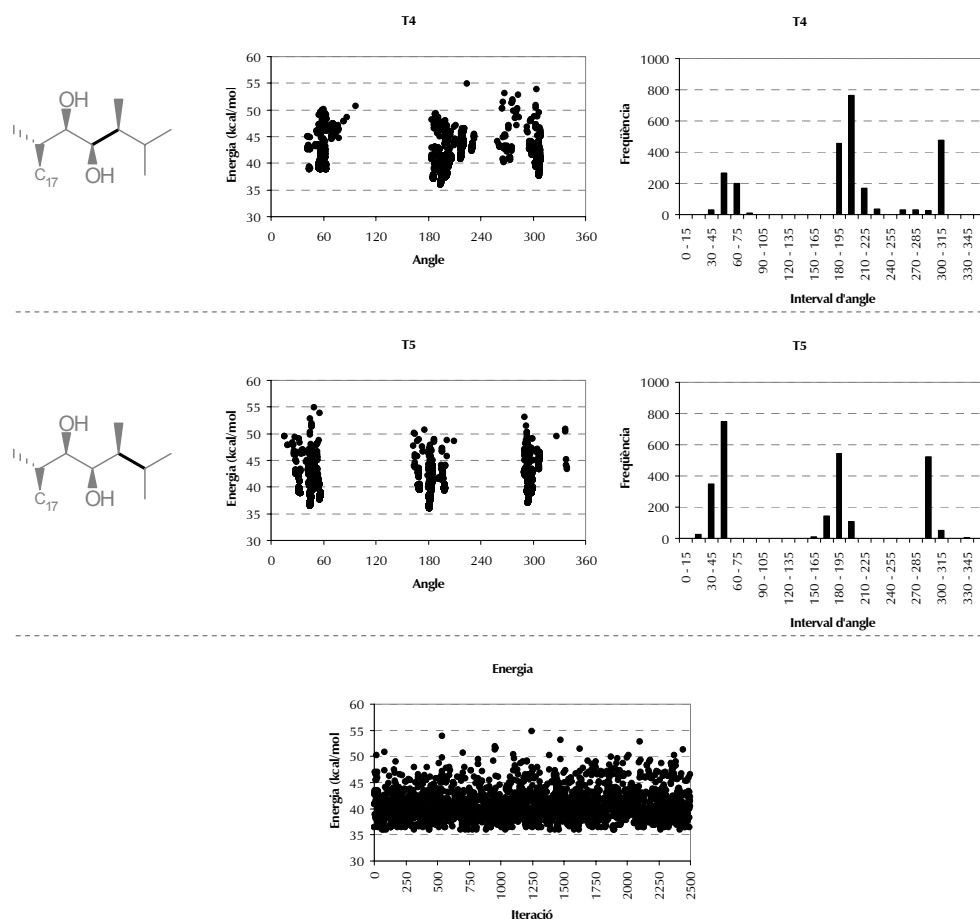 T4
T4
OH
OH
C17
Energia (kcal/mol
60
55
50
45
40
35
30
0
60
120
180
240
300
360
Angle
Freqüència
1000
800
600
400
200
0
0 - 15
30 - 45
60 - 75
90 - 105
120 - 135
150 - 165
180 - 195
210 - 225
240 - 255
270 - 285
300 - 315
330 - 345
Interval d'angle
T5
T5
OH
OH
C17
Energia (kcal/mol
60
55
50
45
40
35
30
0
60
120
180
240
300
360
Angle
Freqüència
1000
800
600
400
200
0
0 - 15
30 - 45
60 - 75
90 - 105
120 - 135
150 - 165
180 - 195
210 - 225
240 - 255
270 - 285
300 - 315
330 - 345
Interval d'angle
Energia
Energia (kcal/mol
60
55
50
45
40
35
30
0
250
500
750
1000
1250
1500
1750
2000
2250
2500
Iteració